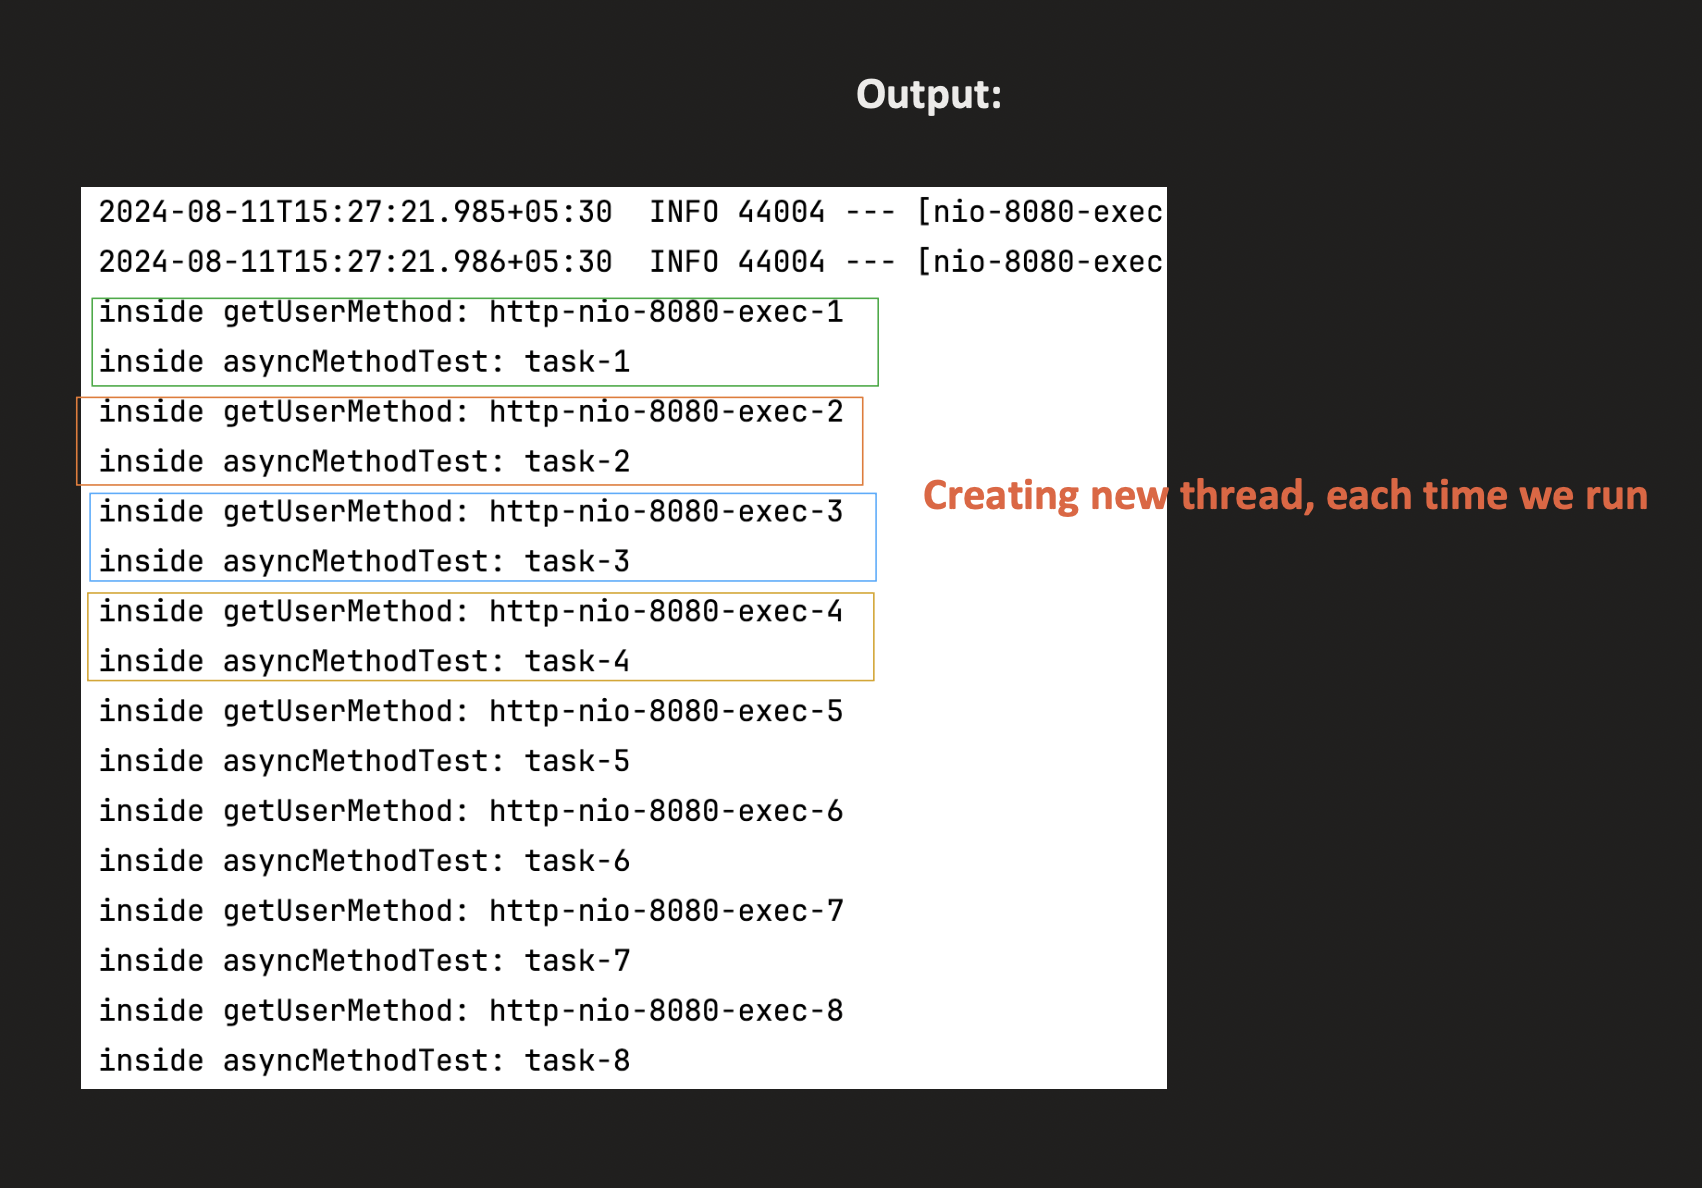 Output:
2024-08-11T15:27:21.985+05:30  INFO 44004 --- [nio-8080-exec
2024-08-11T15:27:21.986+05:30  INFO 44004 --- [nio-8080-exec
inside getUserMethod: http-nio-8080-exec-1
inside asyncMethodTest: task-1
inside getUserMethod: http-nio-8080-exec-2
inside asyncMethodTest: task-2
Creating new thread, each time we run
inside getUserMethod: http-nio-8080-exec-3
inside asyncMethodTest: task-3
inside getUserMethod: http-nio-8080-exec-4
inside asyncMethodTest: task-4
inside getUserMethod: http-nio-8080-exec-5
inside asyncMethodTest: task-5
inside getUserMethod: http-nio-8080-exec-6
inside asyncMethodTest: task-6
inside getUserMethod: http-nio-8080-exec-7
inside asyncMethodTest: task-7
inside getUserMethod: http-nio-8080-exec-8
inside asyncMethodTest: task-8